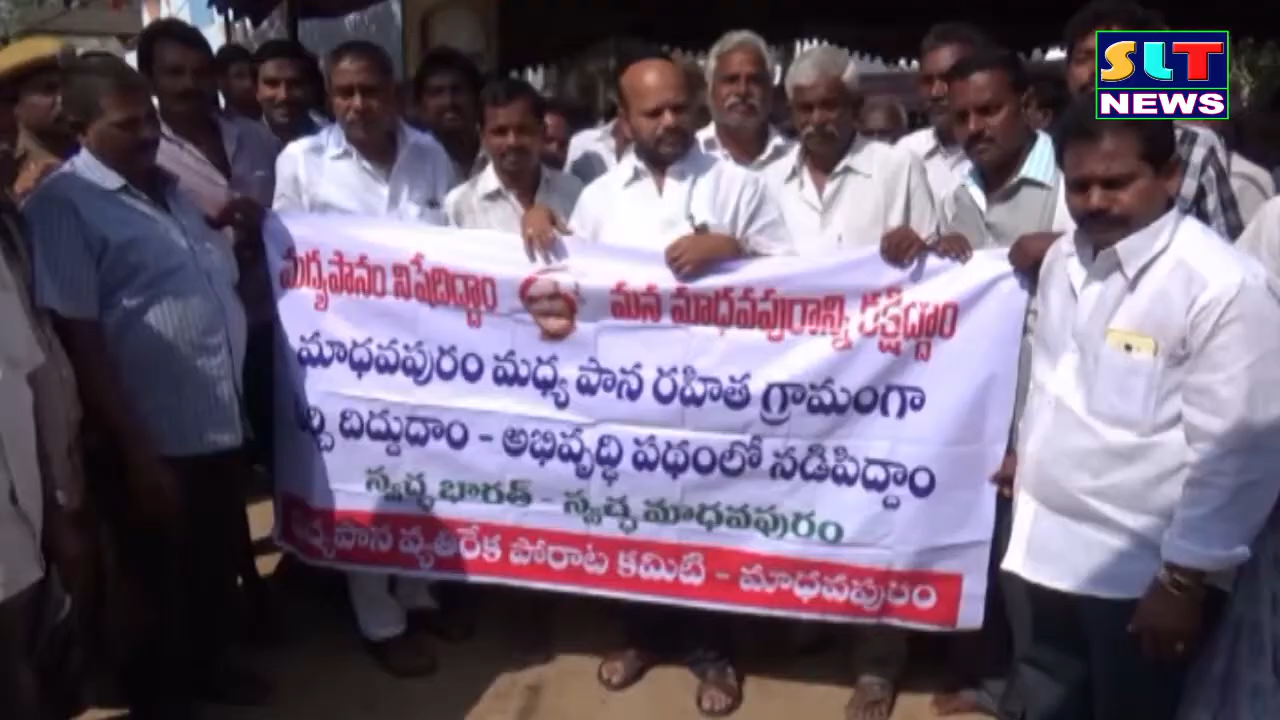 SLT
NEWS
మద్యపానం నిషేదిద్దాం మన మాధవపురాన్ని రక్షిద్దాం
మాధవపురం మధ్య పాన రహిత గ్రామంగా
దిద్దుదాం - అభివృద్ధి పథంలో నడిపిద్దాం
స్వచ్ఛ భారత్ - స్వచ్ఛ మాధవపురం
వ్యతిరేక పోరాట కమిటి - మాధవపురం